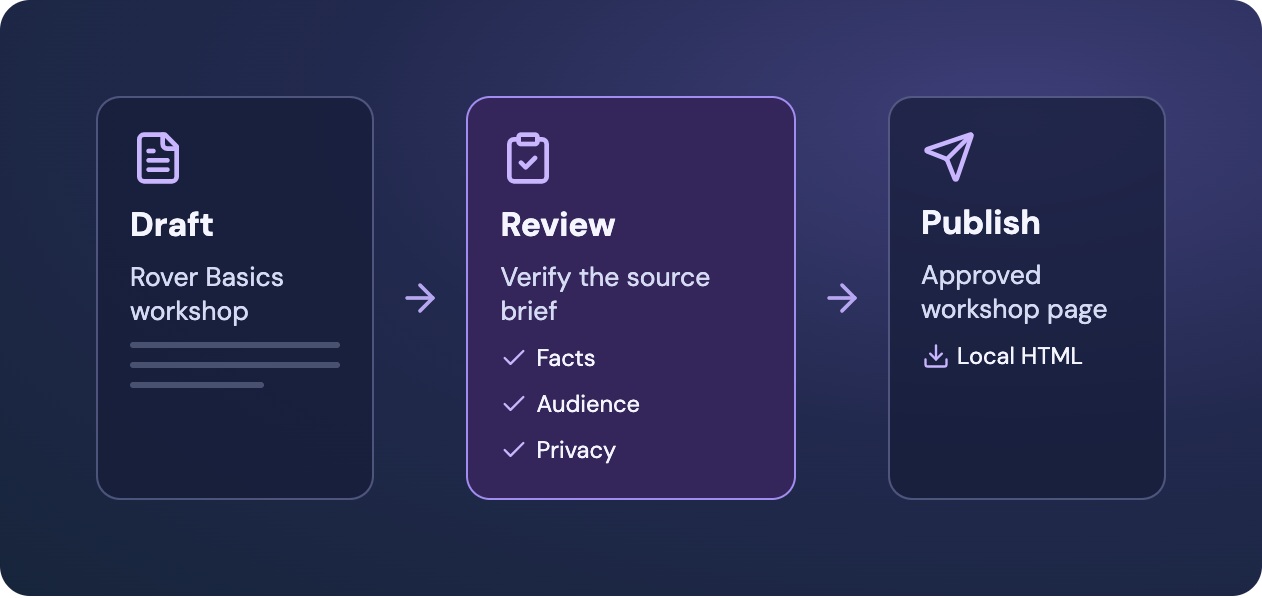 Draft
Rover Basics
workshop
Review
Verify the source
brief
Facts
Audience
Privacy
Publish
Approved
workshop page
Local HTML